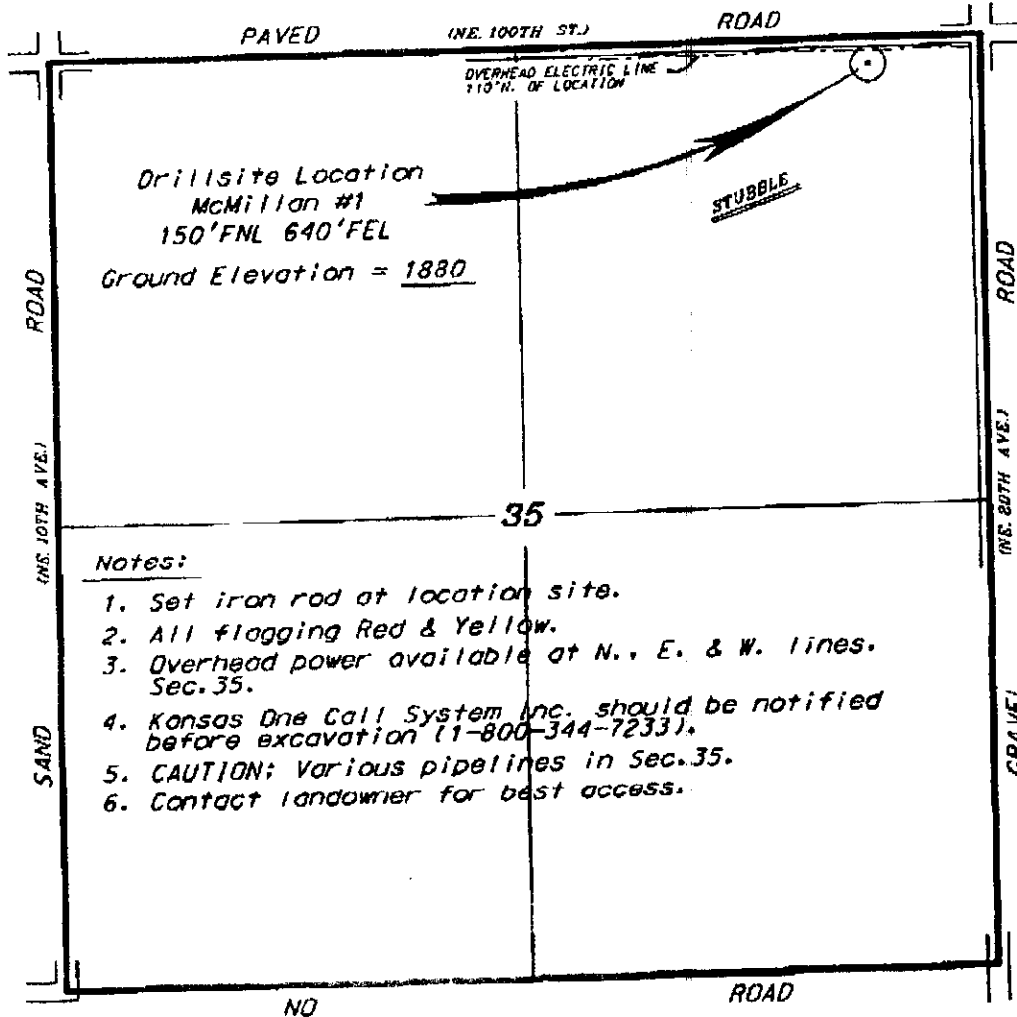 PAVED (NE. 100TH ST.) ROAD
OVERHEAD ELECTRIC LINE
110'N. OF LOCATION
Drillsite Location
McMillan #1
150'FNL 640'FEL
Ground Elevation = 1880
STUBBLE
ROAD
(NE. 10TH AVE.)
SAND
ROAD
(NE. 80TH AVE.)
GRAVEL
35
Notes:
1. Set iron rod at location site.
2. All flagging Red & Yellow.
3. Overhead power available at N., E. & W. lines.
Sec.35.
4. Kansas One Call System Inc. should be notified
before excavation (1-800-344-7233).
5. CAUTION: Various pipelines in Sec.35.
6. Contact landowner for best access.
NO ROAD